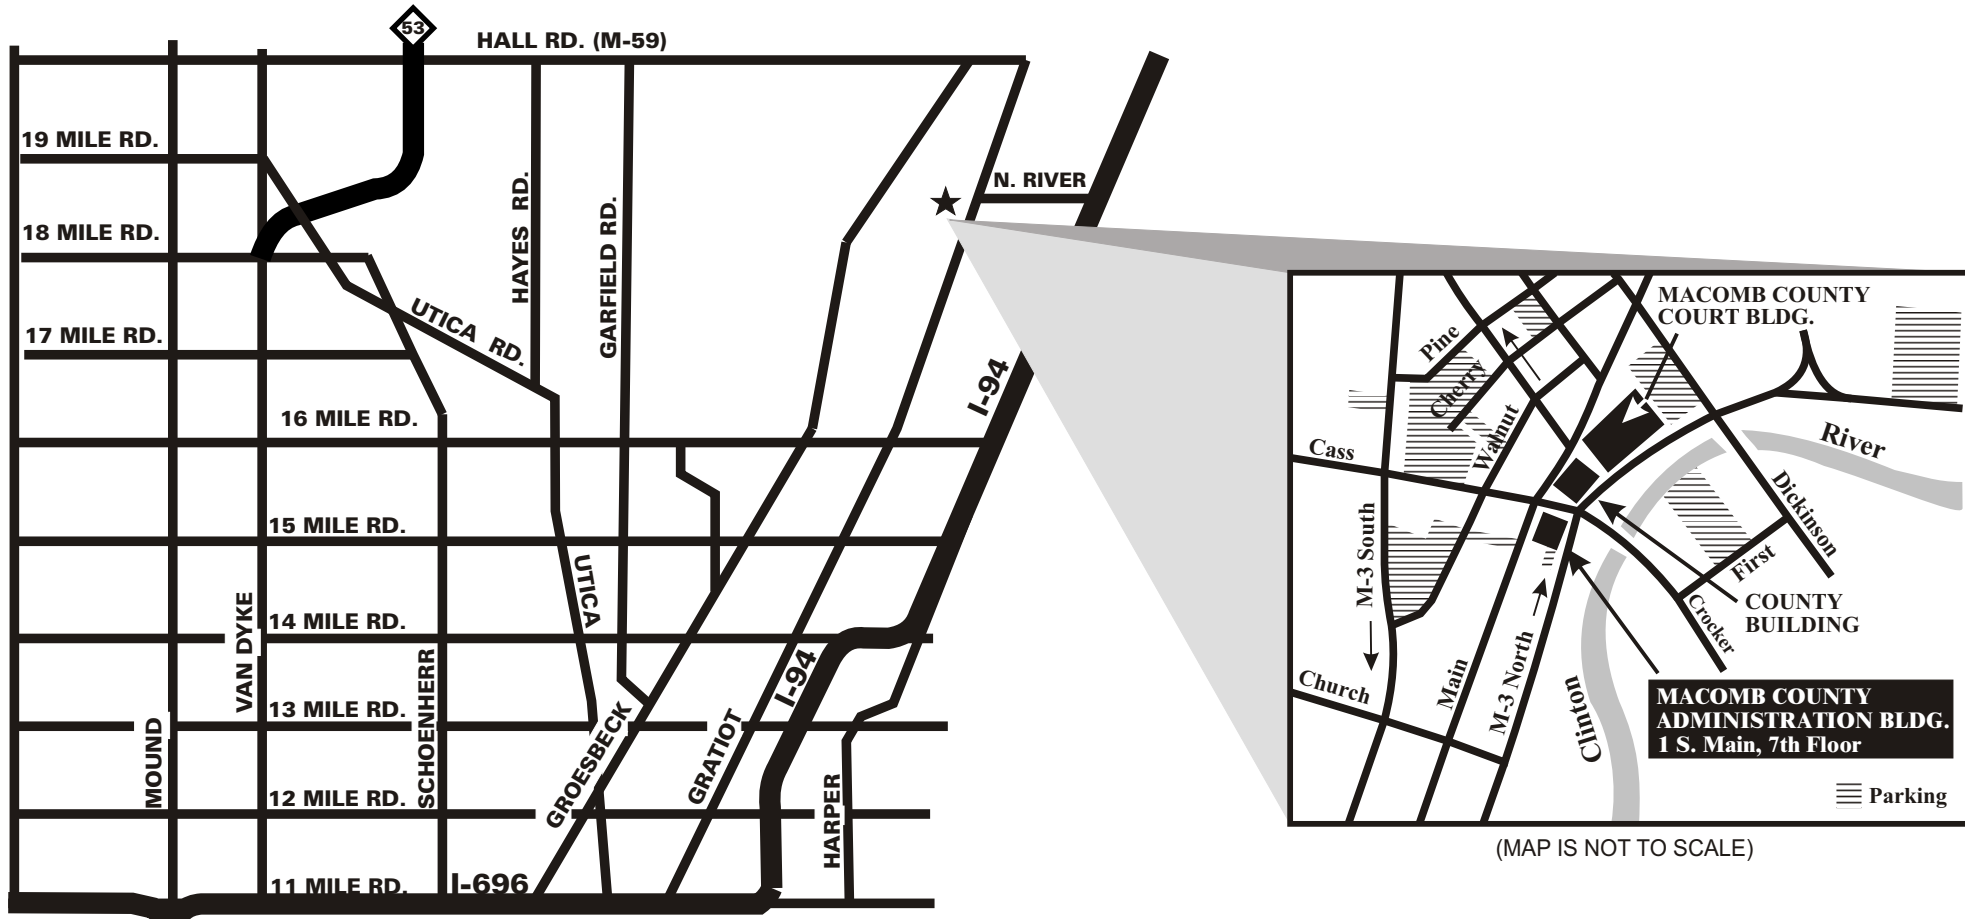 53
HALL RD. (M-59)
19 MILE RD.
N. RIVER
18 MILE RD.
HAYES RD.
GARFIELD RD.
17 MILE RD.
UTICA RD.
I-94
16 MILE RD.
15 MILE RD.
UTICA
14 MILE RD.
VAN DYKE
SCHOENHERR
I-94
13 MILE RD.
MOUND
GROESBECK
GRATIOT
12 MILE RD.
HARPER
11 MILE RD.
I-696
MACOMB COUNTY
COURT BLDG.
Pine
Cherry
Walnut
Cass
River
Dickinson
M-3 South
First
Crocker
COUNTY
BUILDING
Church
Main
M-3 North
Clinton
MACOMB COUNTY
ADMINISTRATION BLDG.
1 S. Main, 7th Floor
Parking
(MAP IS NOT TO SCALE)